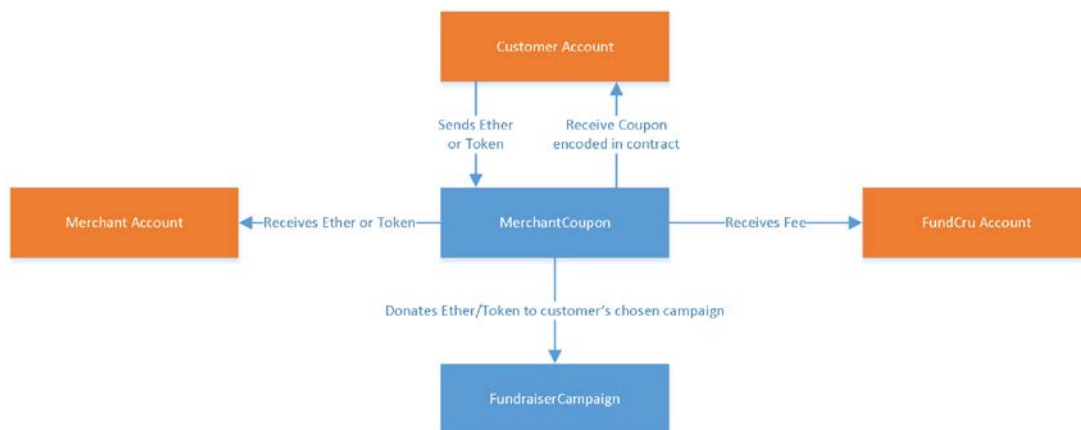 Customer Account
Sends Ether
or Token
Receive Coupon
encoded in contract
Merchant Account
Receives Ether or Token
MerchantCoupon
Receives Fee
FundCru Account
Donates Ether/Token to customer's chosen campaign
FundraiserCampaign